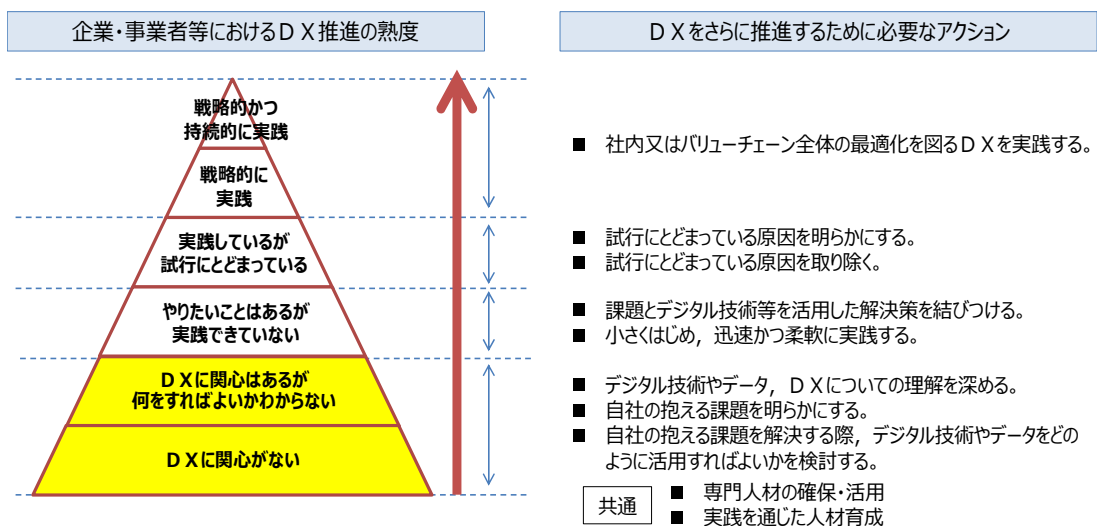 企業・事業者等におけるＤＸ推進の熟度
ＤＸをさらに推進するために必要なアクション
戦略的かつ
持続的に実践
戦略的に
実践
実践しているが
試行にとどまっている
やりたいことはあるが
実践できていない
ＤＸに関心はあるが
何をすればよいかわからない
ＤＸに関心がない
■ 社内又はバリューチェーン全体の最適化を図るＤＸを実践する。
■ 試行にとどまっている原因を明らかにする。
■ 試行にとどまっている原因を取り除く。
■ 課題とデジタル技術等を活用した解決策を結びつける。
■ 小さくはじめ，迅速かつ柔軟に実践する。
■ デジタル技術やデータ，ＤＸについての理解を深める。
■ 自社の抱える課題を明らかにする。
■ 自社の抱える課題を解決する際，デジタル技術やデータをどの
ように活用すればよいかを検討する。
共通
■ 専門人材の確保・活用
■ 実践を通じた人材育成